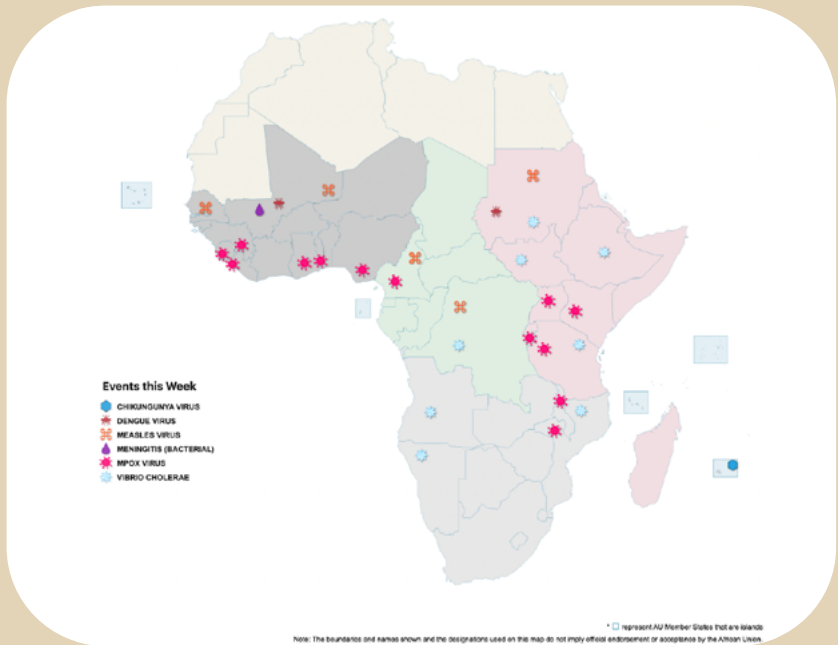 Events this Week
CHIKUNGUNYA VIRUS
DENGUE VIRUS
MEASLES VIRUS
MENINGITIS (BACTERIAL)
MPOX VIRUS
VIBRIO CHOLERAE
* □ represent AU Member States that are islands
Note: The boundaries and names shown and the designations used on this map do not imply official endorsement or acceptance by the African Union.